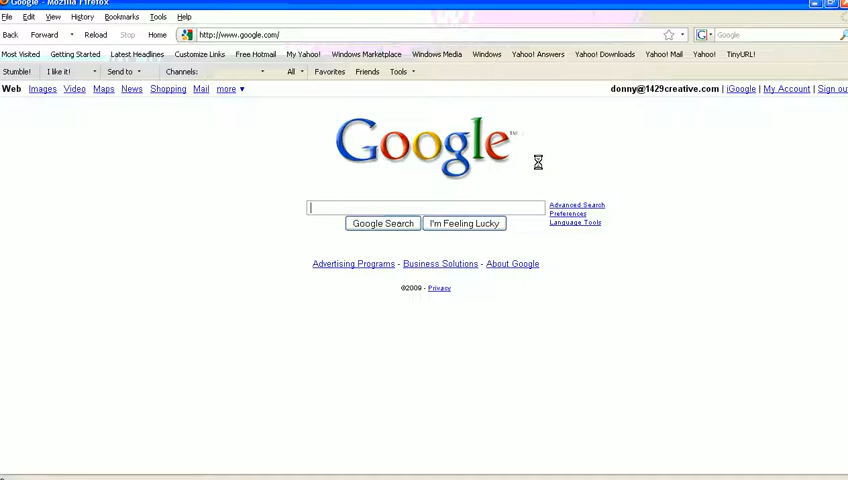 Google - Mozilla Firefox
File Edit View History Bookmarks Tools Help
Back Forward Reload Stop Home http://www.google.com/ Google
Most Visited Getting Started Latest Headlines Customize Links Free Hotmail My Yahoo! Windows Marketplace Windows Media Windows Yahoo! Answers Yahoo! Downloads Yahoo! Mail Yahoo! TinyURL!
Stumble! I like it! Send to Channels: All Favorites Friends Tools
Web Images Video Maps News Shopping Mail more ▼ donny@1429creative.com | iGoogle | My Account | Sign out
Google™
Advanced Search
Preferences
Language Tools
Google Search I'm Feeling Lucky
Advertising Programs - Business Solutions - About Google
©2009 - Privacy